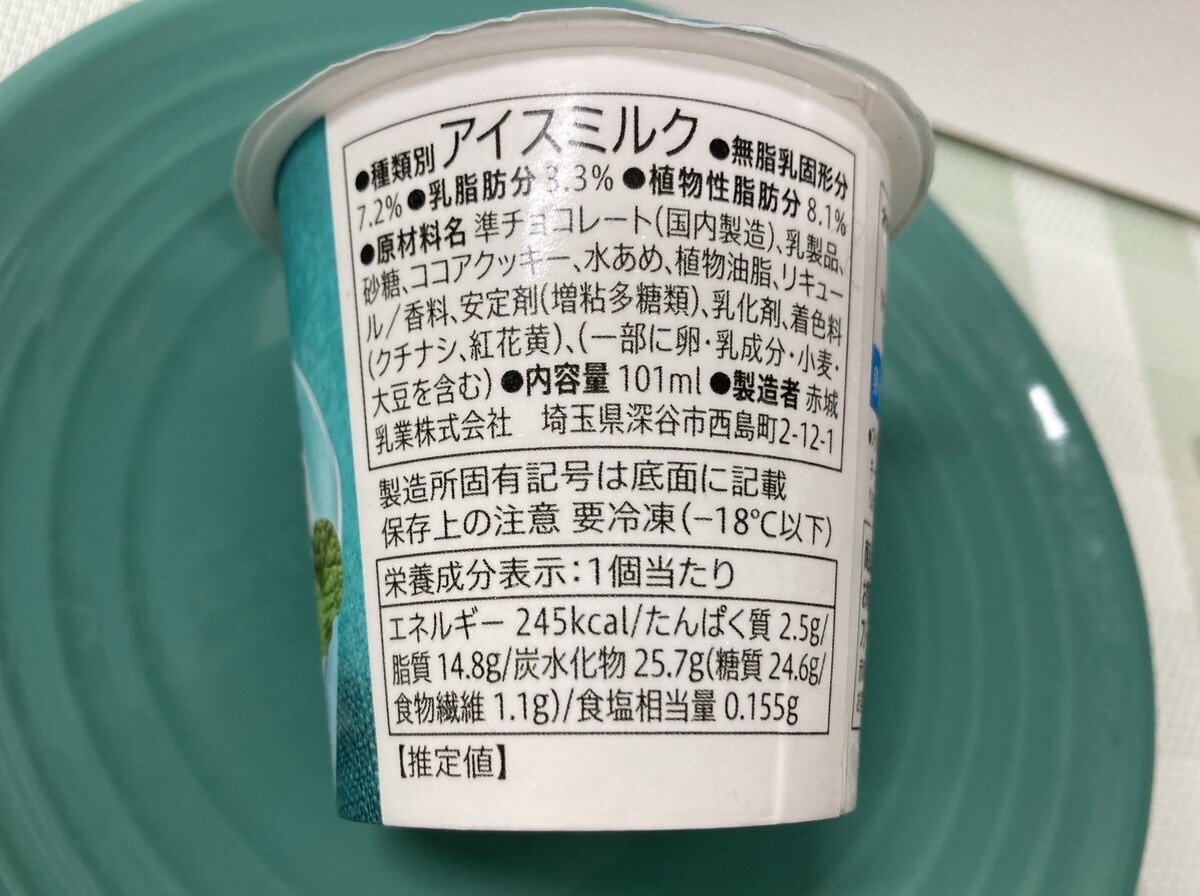 ●種類別 アイスミルク ●無脂乳固形分
7.2% ●乳脂肪分 3.3% ●植物性脂肪分 8.1%
●原材料名 準チョコレート(国内製造)、乳製品、
砂糖、ココアクッキー、水あめ、植物油脂、リキュー
ル/香料、安定剤(増粘多糖類)、乳化剤、着色料
(クチナシ、紅花黄)、(一部に卵・乳成分・小麦・
大豆を含む) ●内容量 101ml ●製造者 赤城
乳業株式会社 埼玉県深谷市西島町2-12-1
製造所固有記号は底面に記載
保存上の注意 要冷凍(−18℃以下)
栄養成分表示:1個当たり
エネルギー 245kcal/たんぱく質 2.5g/
脂質 14.8g/炭水化物 25.7g(糖質 24.6g/
食物繊維 1.1g)/食塩相当量 0.155g
【推定値】